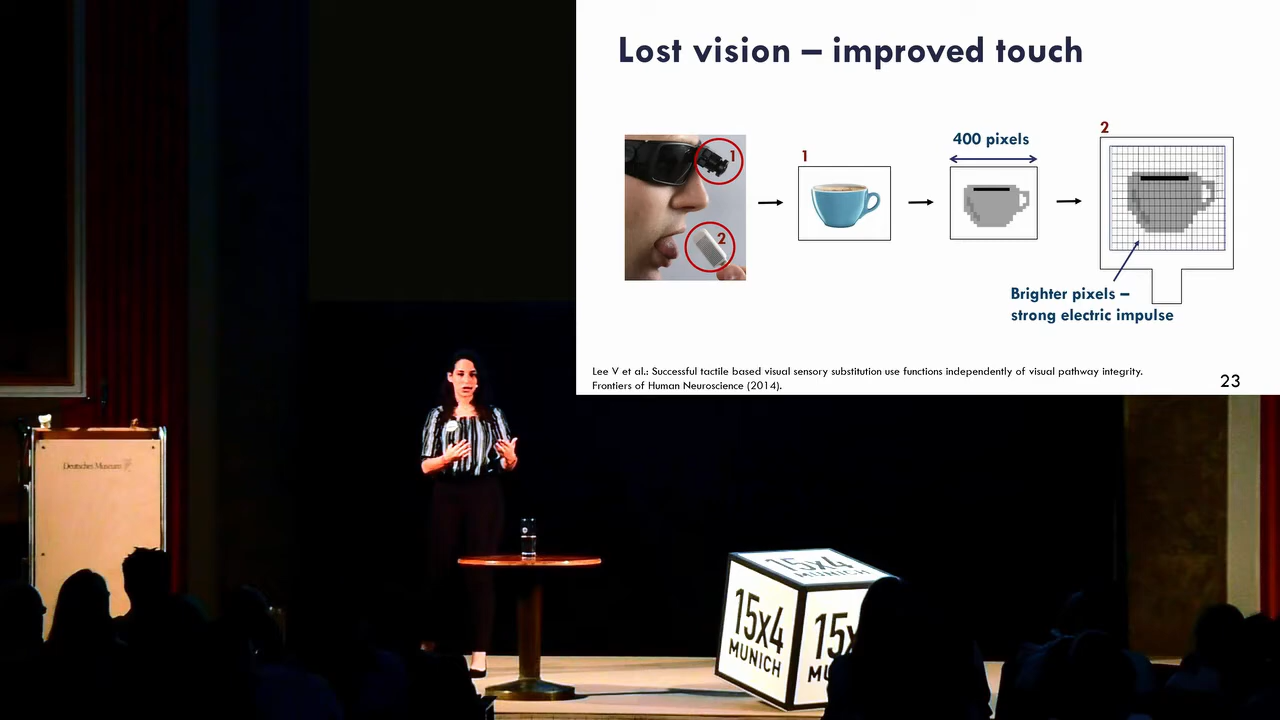 Lost vision – improved touch
1
2
1
400 pixels
2
Brighter pixels –
strong electric impulse
Lee V et al.: Successful tactile based visual sensory substitution use functions independently of visual pathway integrity.
Frontiers of Human Neuroscience (2014).
23
Deutsches Museum
15x4
MUNICH
15x4
MUNICH
15x
MU